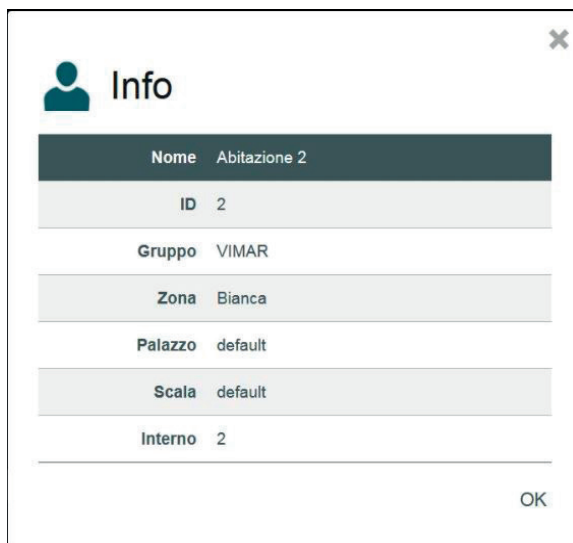 Info
Nome Abitazione 2
ID 2
Gruppo VIMAR
Zona Bianca
Palazzo default
Scala default
Interno 2
OK